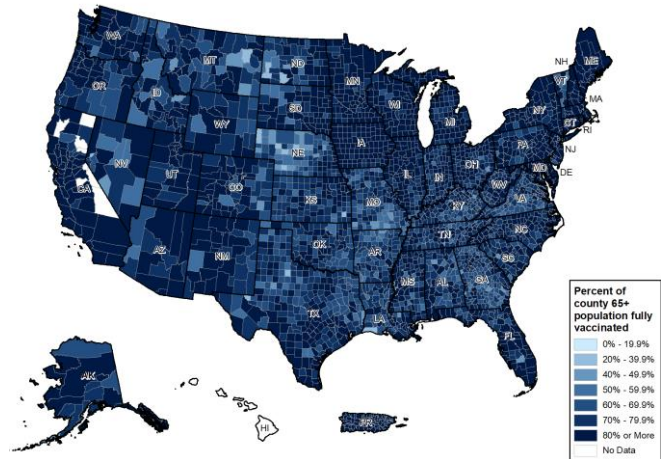 WA
MT
ND
MN
ME
NH
VT
OR
ID
SD
WI
NY
MA
WY
MI
CT
RI
IA
PA
NJ
NE
NV
OH
MD
DE
IL
IN
UT
CO
WV
CA
VA
KS
MO
KY
NC
TN
OK
AR
SC
AZ
NM
MS
AL
GA
TX
LA
FL
AK
HI
PR
Percent of
county 65+
population fully
vaccinated
0% - 19.9%
20% - 39.9%
40% - 49.9%
50% - 59.9%
60% - 69.9%
70% - 79.9%
80% or More
No Data